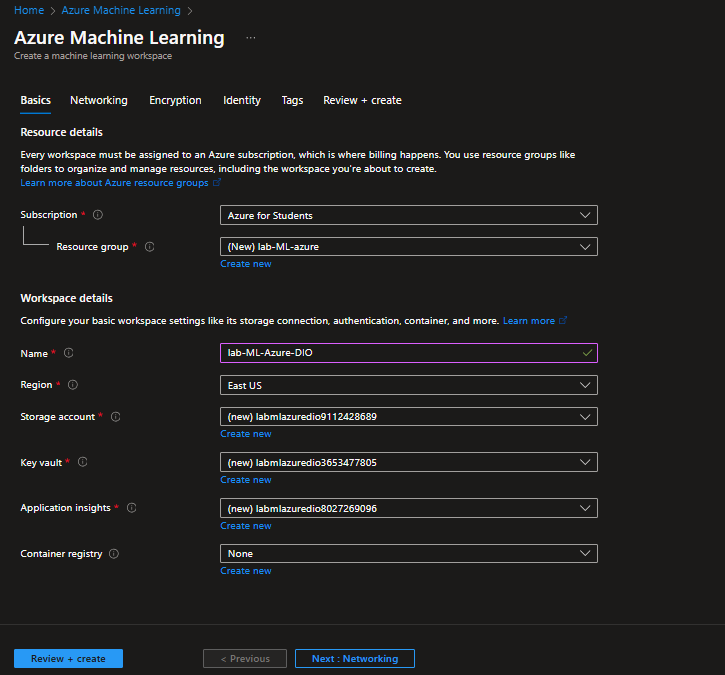 Home > Azure Machine Learning >
Azure Machine Learning ...
Create a machine learning workspace
Basics Networking Encryption Identity Tags Review + create
Resource details
Every workspace must be assigned to an Azure subscription, which is where billing happens. You use resource groups like
folders to organize and manage resources, including the workspace you're about to create.
Learn more about Azure resource groups
Subscription * Azure for Students
Resource group * (New) lab-ML-azure
Create new
Workspace details
Configure your basic workspace settings like its storage connection, authentication, container, and more. Learn more
Name * lab-ML-Azure-DIO
Region * East US
Storage account * (new) labmlazuredio9112428689
Create new
Key vault * (new) labmlazuredio3653477805
Create new
Application insights * (new) labmlazuredio8027269096
Create new
Container registry None
Create new
Review + create < Previous Next : Networking